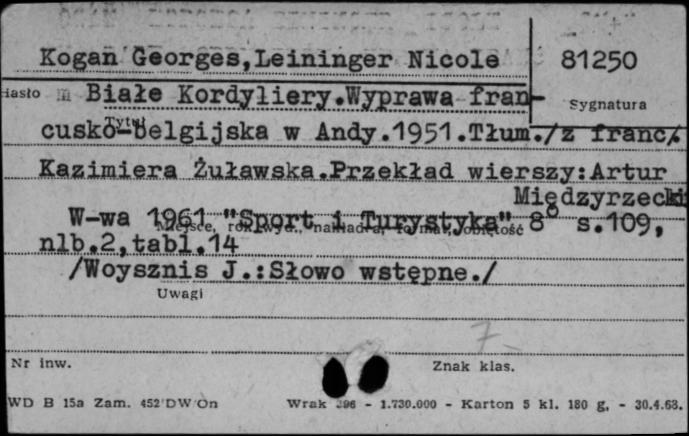 Kogan Georges,Leininger Nicole 81250
Hasło m Białe Kordyliery.Wyprawa fran- Sygnatura
Tytuł
cusko-belgijska w Andy.1951.Tłum./z franc/.
Kazimiera Żuławska.Przekład wierszy:Artur
Międzyrzecki
W-wa 1961 "Sport i Turystyka" 8° s.109,
Miejsce, rok wyd., nakład, format, objętość
nlb.2,tabl.14
/Woysznis J.:Słowo wstępne./
Uwagi
7
Nr inw. Znak klas.
WD B 15a Zam. 452 DW On Wrak 396 - 1.730.000 - Karton 5 kl. 180 g. - 30.4.63.